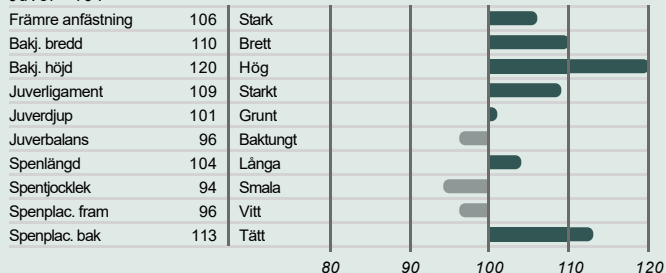 Främre anfästning 106 Stark
Bakj. bredd 110 Brett
Bakj. höjd 120 Hög
Juverligament 109 Starkt
Juverdjup 101 Grunt
Juverbalans 96 Baktungt
Spenlängd 104 Långa
Spentjocklek 94 Smala
Spenplac. fram 96 Vitt
Spenplac. bak 113 Tätt
80 90 100 110 120